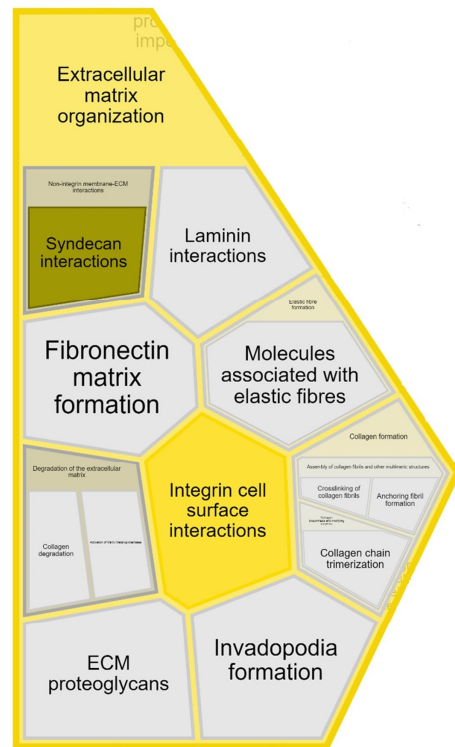 Extracellular
matrix
organization
Non-integrin membrane-ECM
interactions
Syndecan
interactions
Laminin
interactions
Elastic fibre
formation
Fibronectin
matrix
formation
Molecules
associated with
elastic fibres
Collagen formation
Assembly of collagen fibrils and other multimeric structures
Crosslinking of
collagen fibrils
Anchoring fibril
formation
Collagen chain
trimerization
Degradation of the extracellular
matrix
Collagen
degradation
Integrin cell
surface
interactions
ECM
proteoglycans
Invadopodia
formation